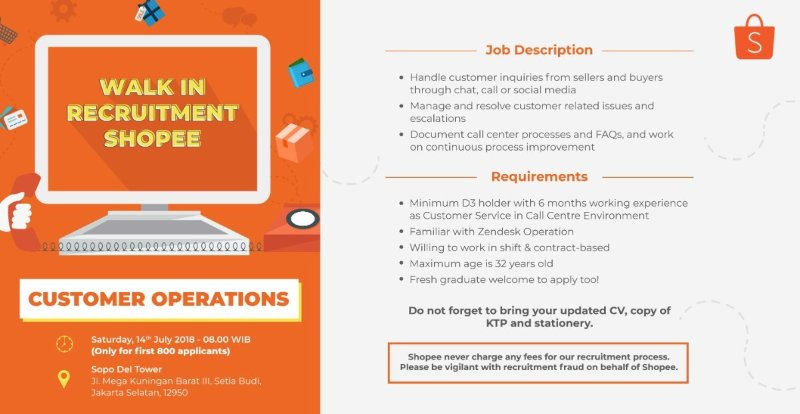 WALK IN
RECRUITMENT
SHOPEE
CUSTOMER OPERATIONS
Saturday, 14th July 2018 - 08.00 WIB
(Only for first 800 applicants)
Sopo Del Tower
Jl. Mega Kuningan Barat III, Setia Budi,
Jakarta Selatan, 12950
S
Job Description
• Handle customer inquiries from sellers and buyers
through chat, call or social media
• Manage and resolve customer related issues and
escalations
• Document call center processes and FAQs, and work
on continuous process improvement
Requirements
• Minimum D3 holder with 6 months working experience
as Customer Service in Call Centre Environment
• Familiar with Zendesk Operation
• Willing to work in shift & contract-based
• Maximum age is 32 years old
• Fresh graduate welcome to apply too!
Do not forget to bring your updated CV, copy of
KTP and stationery.
Shopee never charge any fees for our recruitment process.
Please be vigilant with recruitment fraud on behalf of Shopee.